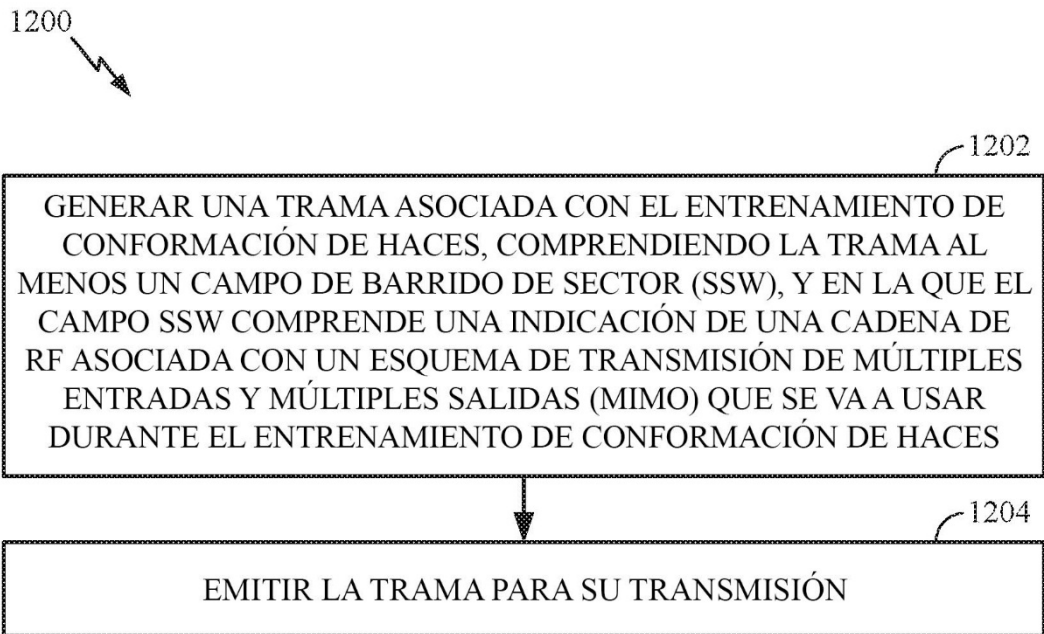 1200
1202
GENERAR UNA TRAMA ASOCIADA CON EL ENTRENAMIENTO DE
CONFORMACIÓN DE HACES, COMPRENDIENDO LA TRAMA AL
MENOS UN CAMPO DE BARRIDO DE SECTOR (SSW), Y EN LA QUE EL
CAMPO SSW COMPRENDE UNA INDICACIÓN DE UNA CADENA DE
RF ASOCIADA CON UN ESQUEMA DE TRANSMISIÓN DE MÚLTIPLES
ENTRADAS Y MÚLTIPLES SALIDAS (MIMO) QUE SE VA A USAR
DURANTE EL ENTRENAMIENTO DE CONFORMACIÓN DE HACES
1204
EMITIR LA TRAMA PARA SU TRANSMISIÓN